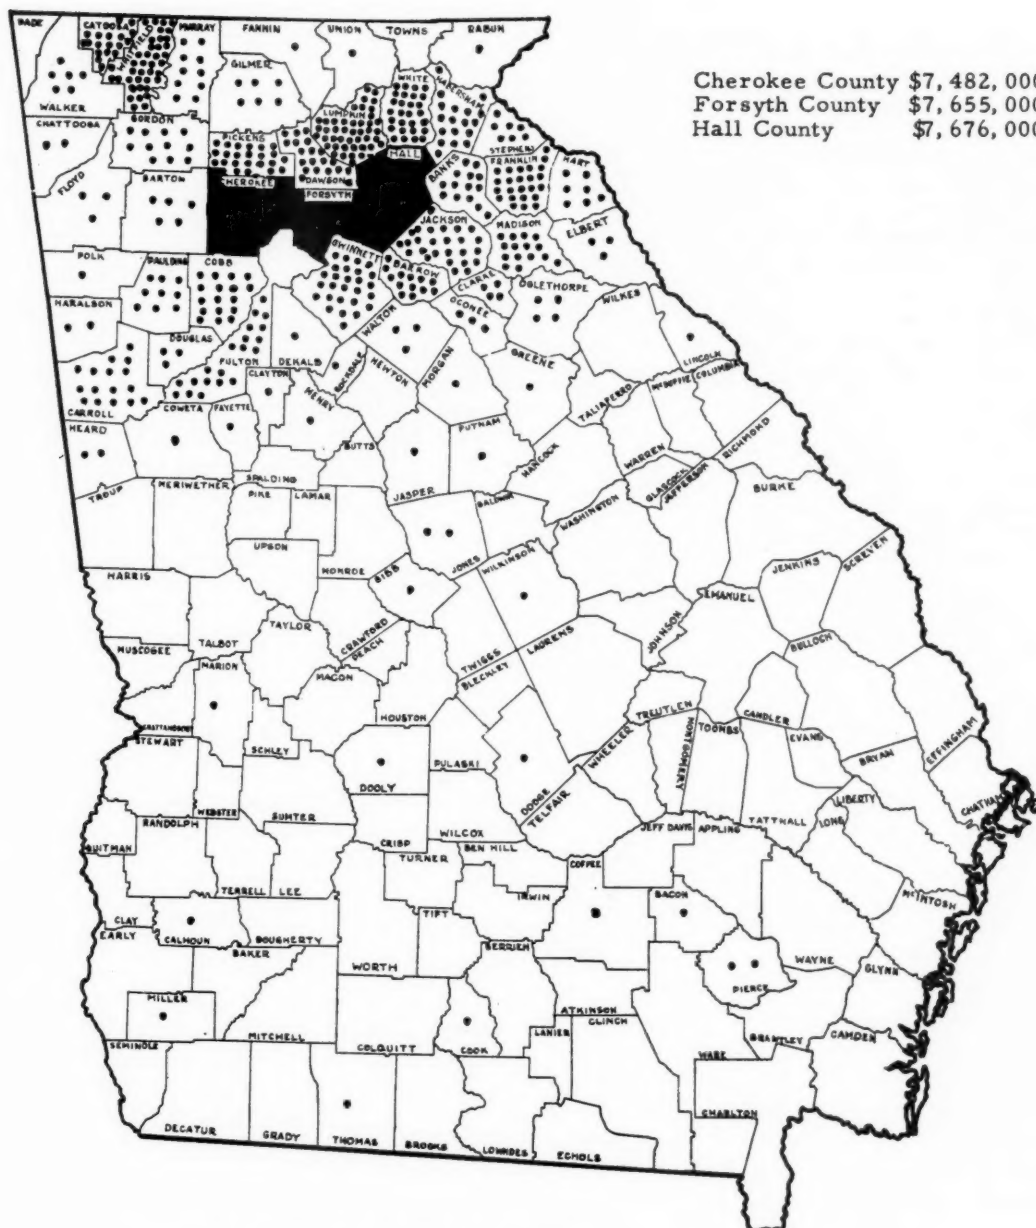 Cherokee County $7,482,00
Forsyth County $7,655,00
Hall County $7,676,00
DADE
CATOOSA
WHITFIELD
MURRAY
FANNIN
UNION
TOWNS
RABUN
GILMER
WALKER
WHITE
HABERSHAM
LUMPKIN
CHATTOOGA
GORDON
PICKENS
STEPHENS
HALL
FRANKLIN
HART
BANKS
FLOYD
BARTON
CHEROKEE
DAWSON
FORSYTH
JACKSON
MADISON
ELBERT
POLK
PAULDING
COBB
GWINNETT
BARROW
CLARKE
OCONEE
OGLETHORPE
WILKES
LINCOLN
HARALSON
DOUGLAS
FULTON
DEKALB
WALTON
ROCKDALE
NEWTON
MORGAN
GREENE
TALIAFERRO
McDUFFIE
COLUMBIA
CARROLL
CLAYTON
COWETA
FAYETTE
HENRY
HEARD
BUTTS
PUTNAM
HANCOCK
WARREN
RICHMOND
GLASCOCK
JEFFERSON
TROUP
MERIWETHER
SPALDING
PIKE
LAMAR
JASPER
BALDWIN
WASHINGTON
BURKE
UPSON
MONROE
JONES
WILKINSON
BIBB
HARRIS
JENKINS
SCREVEN
EMANUEL
JOHNSON
TALBOT
TAYLOR
CRAWFORD
PEACH
TWIGGS
BLECKLEY
LAURENS
BULLOCH
MUSCOGEE
MARION
MACON
HOUSTON
TREUTLEN
CANDLER
CHATTAHOOCHEE
STEWART
SCHLEY
DOOLY
PULASKI
WHEELER
MONTGOMERY
TOOMBS
EVANS
BRYAN
EFFINGHAM
CHATHAM
WEBSTER
SUMTER
DODGE
TELFAIR
RANDOLPH
QUITMAN
CRISP
WILCOX
BEN HILL
TURNER
COFFEE
JEFF DAVIS
APPLING
TATTNALL
LONG
LIBERTY
TERRELL
LEE
IRWIN
BACON
McINTOSH
CLAY
EARLY
CALHOUN
DOUGHERTY
TIFT
BERRIEN
BAKER
WORTH
PIERCE
WAYNE
GLYNN
MILLER
ATKINSON
CLINCH
SEMINOLE
MITCHELL
COLQUITT
COOK
LANIER
WARE
BRANTLEY
CAMDEN
CHARLTON
DECATUR
GRADY
THOMAS
BROOKS
LOWNDES
ECHOLS